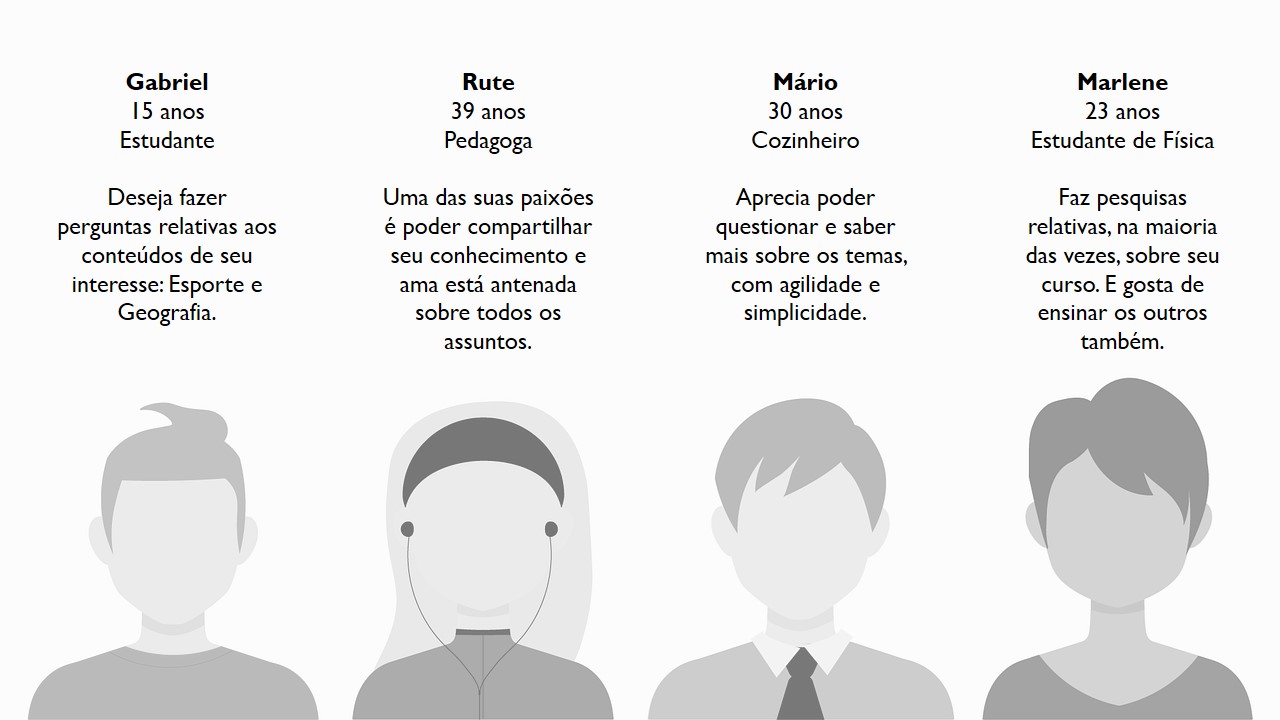 Gabriel
15 anos
Estudante
Deseja fazer
perguntas relativas aos
conteúdos de seu
interesse: Esporte e
Geografia.
Rute
39 anos
Pedagoga
Uma das suas paixões
é poder compartilhar
seu conhecimento e
ama está antenada
sobre todos os
assuntos.
Mário
30 anos
Cozinheiro
Aprecia poder
questionar e saber
mais sobre os temas,
com agilidade e
simplicidade.
Marlene
23 anos
Estudante de Física
Faz pesquisas
relativas, na maioria
das vezes, sobre seu
curso. E gosta de
ensinar os outros
também.